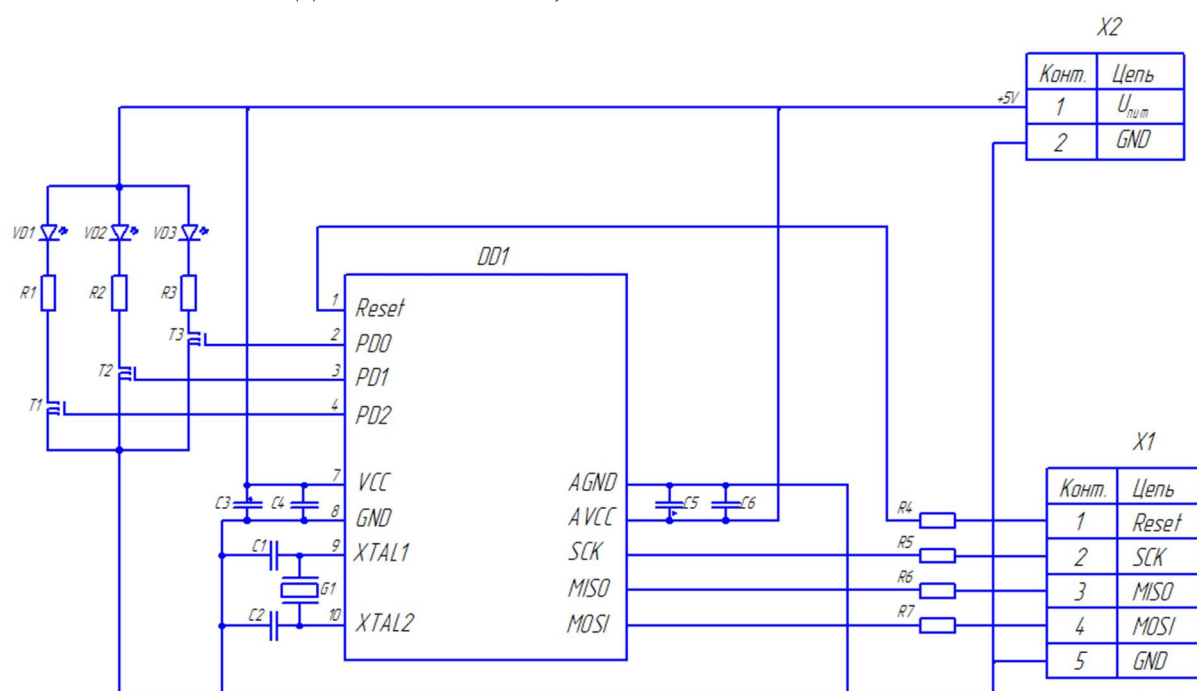 X2
Конт. Цепь
+5V 1 Uпит
2 GND
VD1 VD2 VD3
DD1
R1 R2 R3
1 Reset
T3 2 PD0
T2 3 PD1
T1 4 PD2
X1
7 VCC AGND
Конт. Цепь
C3 C4 C5 C6
R4 1 Reset
8 GND AVCC
R5 2 SCK
C1 9 XTAL1 SCK
R6 3 MISO
G1 MISO
R7 4 MOSI
C2 10 XTAL2 MOSI
5 GND